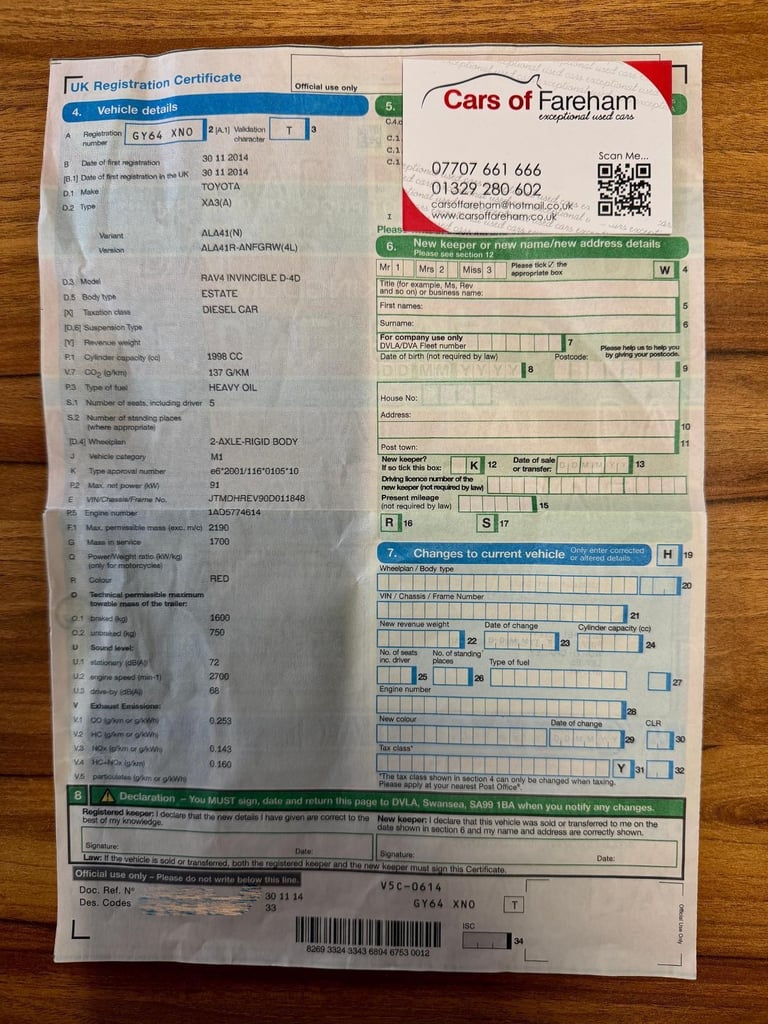 UK Registration Certificate
Official use only
4. Vehicle details
A Registration number GY64 XNO 2 [A.1] Validation character T 3
B Date of first registration 30 11 2014
[B.1] Date of first registration in the UK 30 11 2014
D.1 Make TOYOTA
D.2 Type XA3(A)
Variant ALA41(N)
Version ALA41R-ANFGRW(4L)
D.3 Model RAV4 INVINCIBLE D-4D
D.5 Body type ESTATE
[X] Taxation class DIESEL CAR
[D.6] Suspension Type
[Y] Revenue weight
P.1 Cylinder capacity (cc) 1998 CC
V.7 CO2 (g/km) 137 G/KM
P.3 Type of fuel HEAVY OIL
S.1 Number of seats, including driver 5
S.2 Number of standing places
(where appropriate)
[D.4] Wheelplan 2-AXLE-RIGID BODY
J Vehicle category M1
K Type approval number e6*2001/116*0105*10
P.2 Max. net power (kW) 91
E VIN/Chassis/Frame No. JTMDHREV90D011848
P.5 Engine number 1AD5774614
F.1 Max. permissible mass (exc. m/c) 2190
G Mass in service 1700
Q Power/Weight ratio (kW/kg)
(only for motorcycles)
R Colour RED
O Technical permissible maximum
towable mass of the trailer:
O.1 braked (kg) 1600
O.2 unbraked (kg) 750
U Sound level:
U.1 stationary (dB(A)) 72
U.2 engine speed (min-1) 2700
U.3 drive-by (dB(A)) 68
V Exhaust Emissions:
V.1 CO (g/km or g/kWh) 0.253
V.2 HC (g/km or g/kWh)
V.3 NOx (g/km or g/kWh) 0.143
V.4 HC+NOx (g/km) 0.160
V.5 particulates (g/km or g/kWh)
5.
C.1
C.1
C.1
Pleas
Cars of Fareham
exceptional used cars
Scan Me...
07707 661 666
01329 280 602
carsoffareham@hotmail.co.uk
www.carsoffareham.co.uk
6. New keeper or new name/new address details
Please see section 12
Mr 1 Mrs 2 Miss 3 Please tick ✓ the appropriate box W 4
Title (for example, Ms, Rev
and so on) or business name:
First names: 5
Surname: 6
For company use only
DVLA/DVA Fleet number 7 Please help us to help you
by giving your postcode.
Date of birth (not required by law) 8 Postcode: 9
House No:
Address: 10
Post town: 11
New keeper?
If so tick this box: K 12 Date of sale
or transfer: 13
Driving licence number of the
new keeper (not required by law)
Present mileage
(not required by law) 15
R 16 S 17
7. Changes to current vehicle Only enter corrected or altered details H 19
Wheelplan / Body type 20
VIN / Chassis / Frame Number 21
New revenue weight 22 Date of change 23 Cylinder capacity (cc) 24
No. of seats inc. driver 25 No. of standing places 26 Type of fuel 27
Engine number 28
New colour 29 Date of change CLR 30
Tax class* Y 31 32
*The tax class shown in section 4 can only be changed when taxing.
Please apply at your nearest Post Office®.
8 Declaration – You MUST sign, date and return this page to DVLA, Swansea, SA99 1BA when you notify any changes.
Registered keeper: I declare that the new details I have given are correct to the
best of my knowledge.
Signature: Date:
New keeper: I declare that this vehicle was sold or transferred to me on the
date shown in section 6 and my name and address are correctly shown.
Signature: Date:
Law: If the vehicle is sold or transferred, both the registered keeper and the new keeper must sign this Certificate.
Official use only – Please do not write below this line.
Doc. Ref. Nº 30 11 14
Des. Codes 33
V5C-0614
GY64 XNO T
8269 3324 3343 6894 6753 0012
ISC 34
Official Use Only